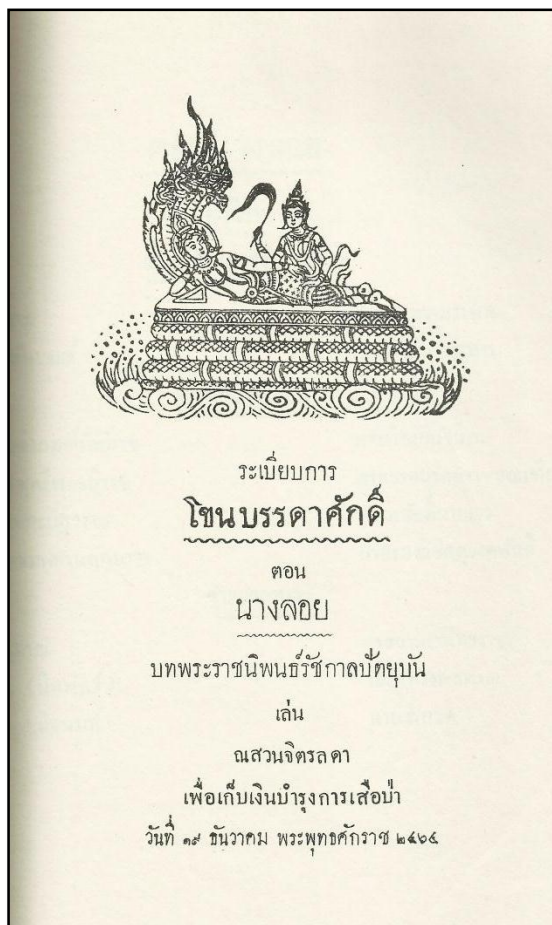 ระเบียบการ
โขนบรรดาศักดิ์
ตอน
นางลอย
บทพระราชนิพนธ์รัชกาลปัตยุบัน
เล่น
ณสวนจิตรลดา
เพื่อเก็บเงินบำรุงการเสือป่า
วันที่ ๑๙ ธันวาคม พระพุทธศักราช ๒๔๖๔